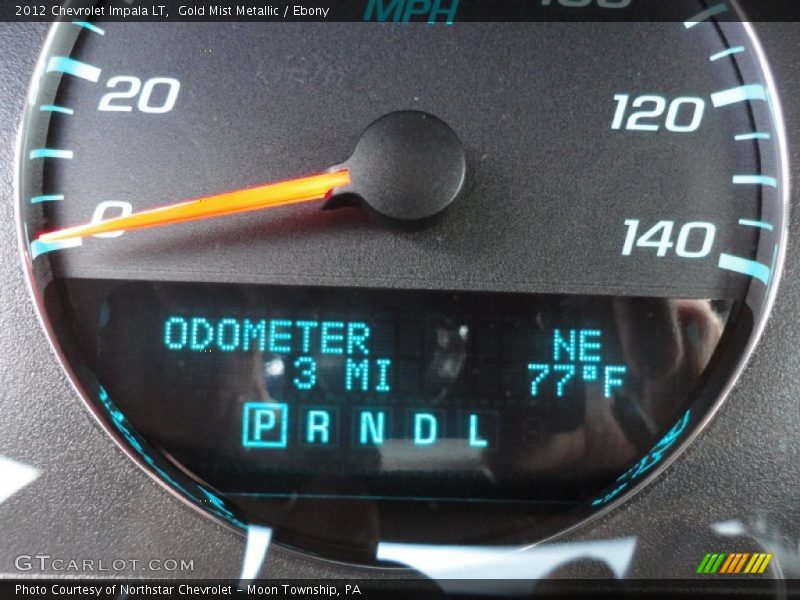 2012 Chevrolet Impala LT, Gold Mist Metallic / Ebony
MPH
20
120
0
140
ODOMETER
NE
3 MI
77°F
P R N D L
GTCARLOT.COM
Photo Courtesy of Northstar Chevrolet – Moon Township, PA